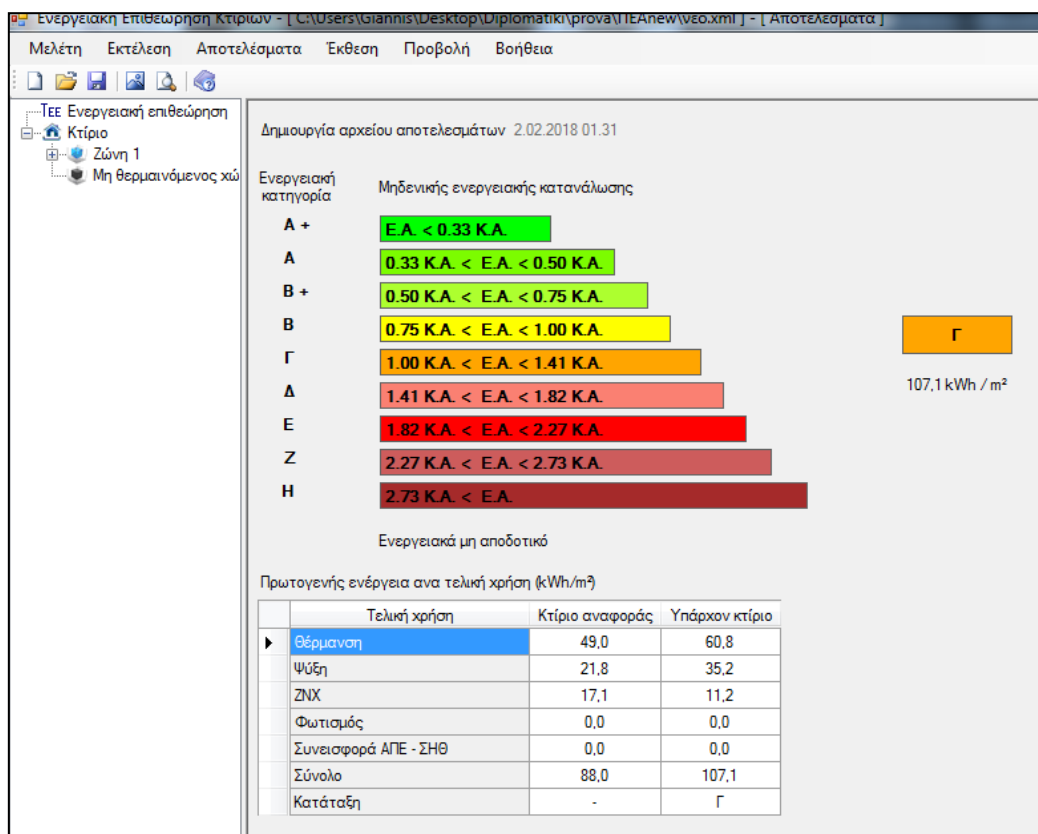 Ενεργειακή Επιθεώρηση Κτιρίων - [ C:\Users\Giannis\Desktop\Diplomatiki\prova\ΠΕΑnew\νεο.xml ] - [ Αποτελέσματα ]
Μελέτη Εκτέλεση Αποτελέσματα Έκθεση Προβολή Βοήθεια
ΤΕΕ Ενεργειακή επιθεώρηση
Κτίριο
Ζώνη 1
Μη θερμαινόμενος χώ
Δημιουργία αρχείου αποτελεσμάτων 2.02.2018 01.31
Ενεργειακή κατηγορία
Μηδενικής ενεργειακής κατανάλωσης
A + Ε.Α. < 0.33 Κ.Α.
A 0.33 Κ.Α. < Ε.Α. < 0.50 Κ.Α.
B + 0.50 Κ.Α. < Ε.Α. < 0.75 Κ.Α.
B 0.75 Κ.Α. < Ε.Α. < 1.00 Κ.Α.
Γ 1.00 Κ.Α. < Ε.Α. < 1.41 Κ.Α.
Δ 1.41 Κ.Α. < Ε.Α. < 1.82 Κ.Α.
Ε 1.82 Κ.Α. < Ε.Α. < 2.27 Κ.Α.
Ζ 2.27 Κ.Α. < Ε.Α. < 2.73 Κ.Α.
Η 2.73 Κ.Α. < Ε.Α.
Γ
107,1 kWh / m²
Ενεργειακά μη αποδοτικό
Πρωτογενής ενέργεια ανα τελική χρήση (kWh/m²)
Τελική χρήση Κτίριο αναφοράς Υπάρχον κτίριο
Θέρμανση 49,0 60,8
Ψύξη 21,8 35,2
ΖΝΧ 17,1 11,2
Φωτισμός 0,0 0,0
Συνεισφορά ΑΠΕ - ΣΗΘ 0,0 0,0
Σύνολο 88,0 107,1
Κατάταξη - Γ